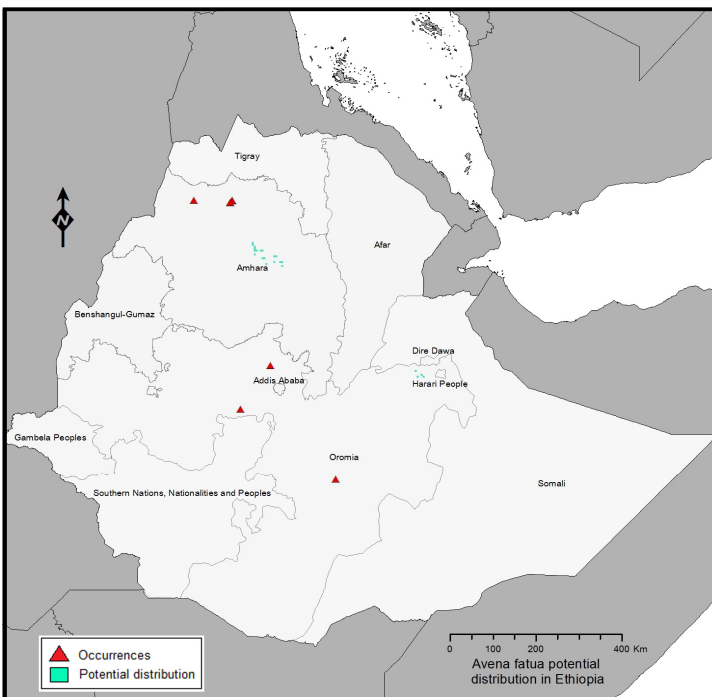 Tigray
N
Afar
Amhara
Benshangul-Gumaz
Dire Dawa
Addis Ababa
Harari People
Gambela Peoples
Oromia
Somali
Southern Nations, Nationalities and Peoples
0 100 200 400 Km
Occurrences
Potential distribution
Avena fatua potential
distribution in Ethiopia